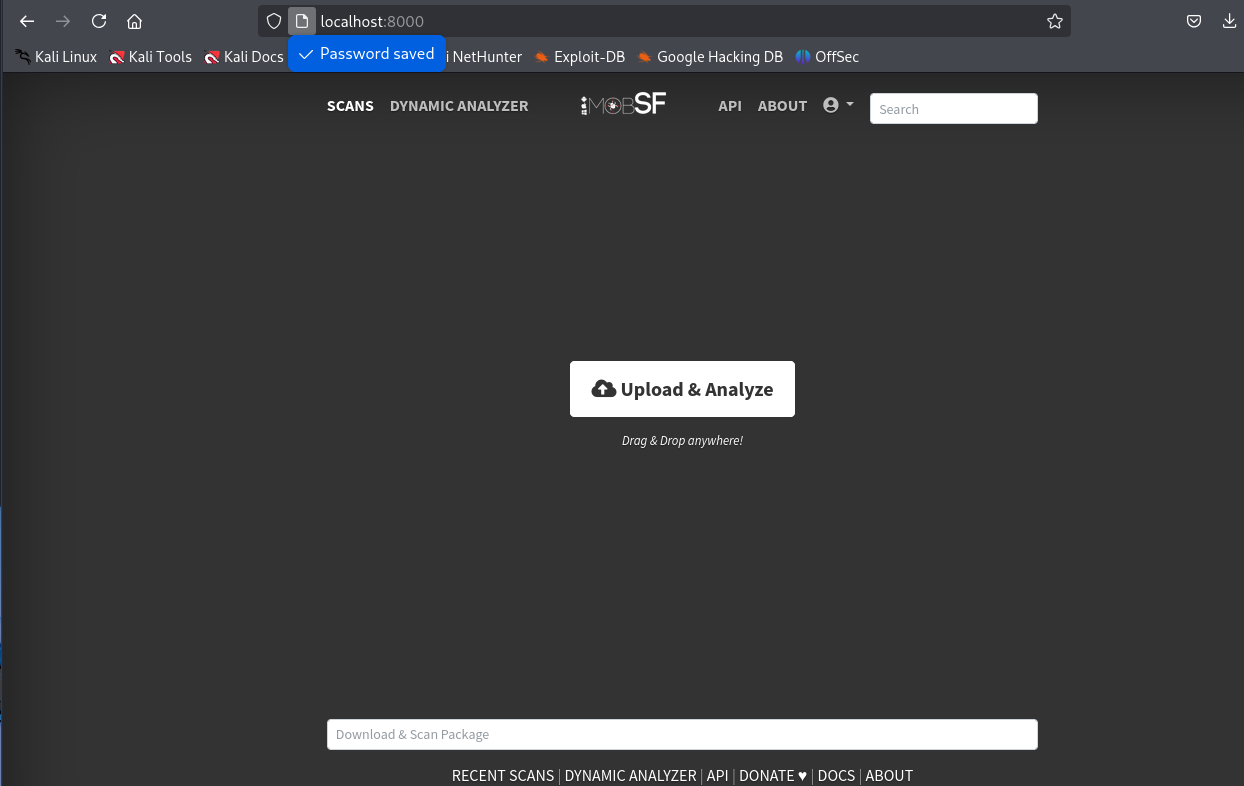 localhost:8000
Kali Linux Kali Tools Kali Docs Password saved i NetHunter Exploit-DB Google Hacking DB OffSec
SCANS DYNAMIC ANALYZER MOBSF API ABOUT Search
Upload & Analyze
Drag & Drop anywhere!
Download & Scan Package
RECENT SCANS | DYNAMIC ANALYZER | API | DONATE ♥ | DOCS | ABOUT